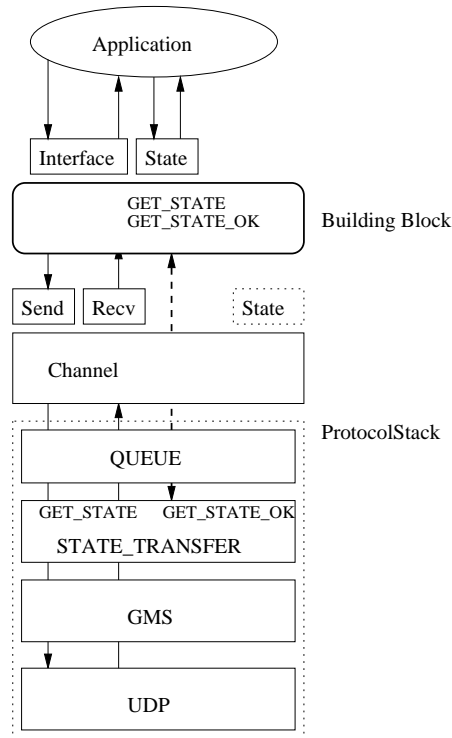 Application
Interface
State
GET_STATE
GET_STATE_OK
Building Block
Send
Recv
State
Channel
ProtocolStack
QUEUE
GET_STATE
GET_STATE_OK
STATE_TRANSFER
GMS
UDP